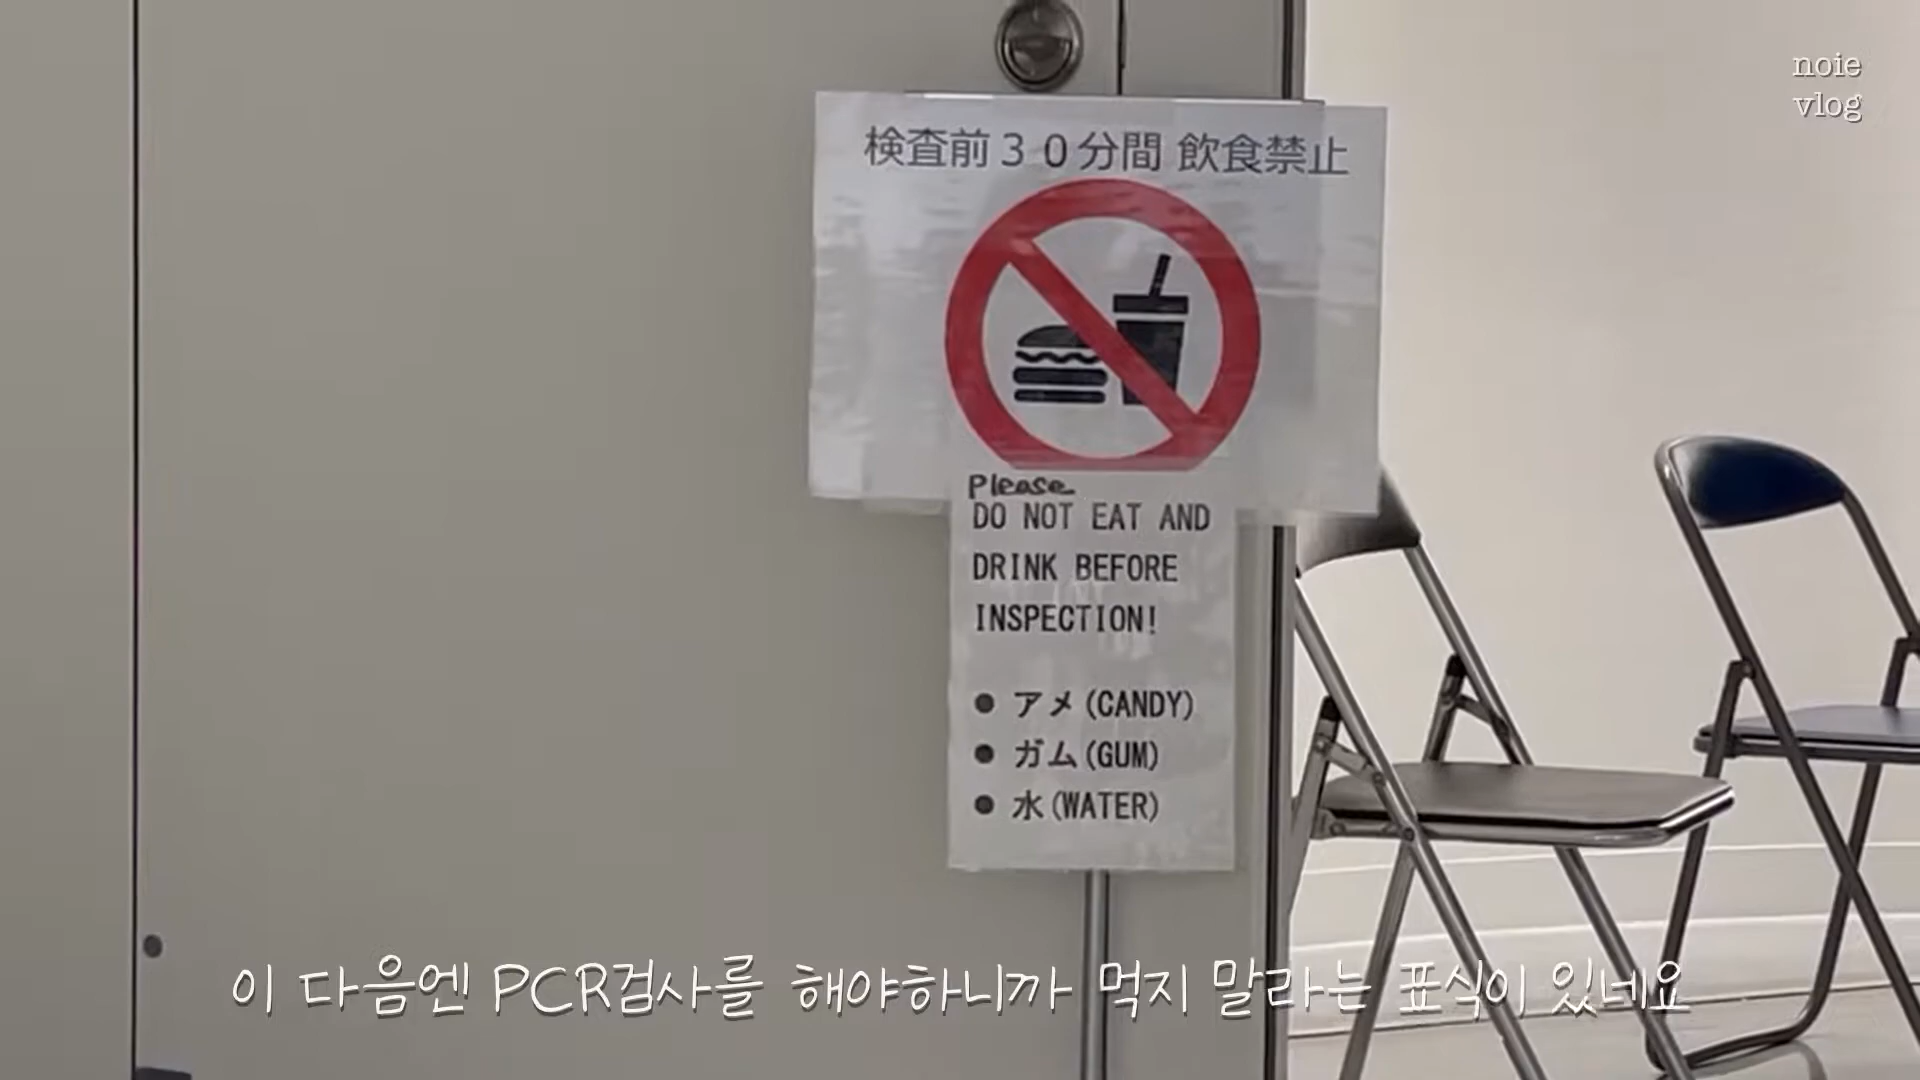 noie
vlog
検査前30分間 飲食禁止
Please
DO NOT EAT AND
DRINK BEFORE
INSPECTION!
● アメ(CANDY)
● ガム(GUM)
● 水(WATER)
이 다음엔 PCR검사를 해야하니까 먹지 말라는 표식이 있네요